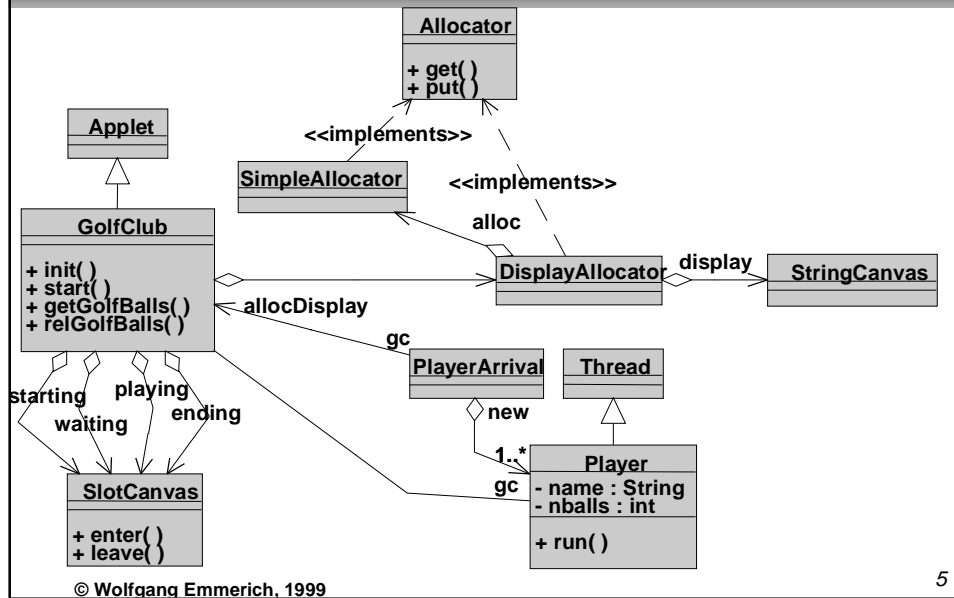 Allocator
+ get( )
+ put( )
Applet
<<implements>>
SimpleAllocator
<<implements>>
GolfClub
alloc
+ init( )
+ start( )
+ getGolfBalls( )
+ relGolfBalls( )
DisplayAllocator
display
StringCanvas
allocDisplay
gc
PlayerArrival
Thread
starting
waiting
playing
ending
new
1..*
gc
Player
- name : String
- nballs : int
+ run( )
SlotCanvas
+ enter( )
+ leave( )
© Wolfgang Emmerich, 1999
5